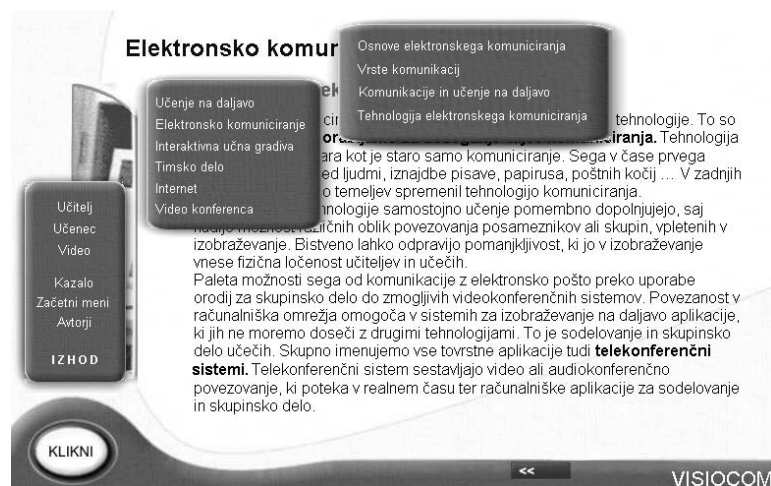 Elektronsko komur
Osnove elektronskega komuniciranja
Vrste komunikacij
Komunikacije in učenje na daljavo
Tehnologija elektronskega komuniciranja
Učenje na daljavo
Elektronsko komuniciranje
Interaktivna učna gradiva
Timsko delo
Internet
Video konferenca
Učitelj
Učenec
Video
Kazalo
Začetni meni
Avtorji
IZHOD
tehnologije. To so
komuniciranja. Tehnologija
ara kot je staro samo komuniciranje. Sega v čase prvega
ed ljudmi, iznajdbe pisave, papirusa, poštnih kočij ... V zadnjih
o temeljev spremenil tehnologijo komuniciranja.
nologije samostojno učenje pomembno dopolnjujejo, saj
možnost različnih oblik povezovanja posameznikov ali skupin, vpletenih v
izobraževanje. Bistveno lahko odpravijo pomanjkljivost, ki jo v izobraževanje
vnese fizična ločenost učiteljev in učečih.
Paleta možnosti sega od komunikacije z elektronsko pošto preko uporabe
orodij za skupinsko delo do zmogljivih videokonferenčnih sistemov. Povezanost v
računalniška omrežja omogoča v sistemih za izobraževanje na daljavo aplikacije,
ki jih ne moremo doseči z drugimi tehnologijami. To je sodelovanje in skupinsko
delo učečih. Skupno imenujemo vse tovrstne aplikacije tudi telekonferenčni
sistemi. Telekonferenčni sistem sestavljajo video ali audiokonferenčno
povezovanje, ki poteka v realnem času ter računalniške aplikacije za sodelovanje
in skupinsko delo.
KLIKNI
<<
VISIOCOM